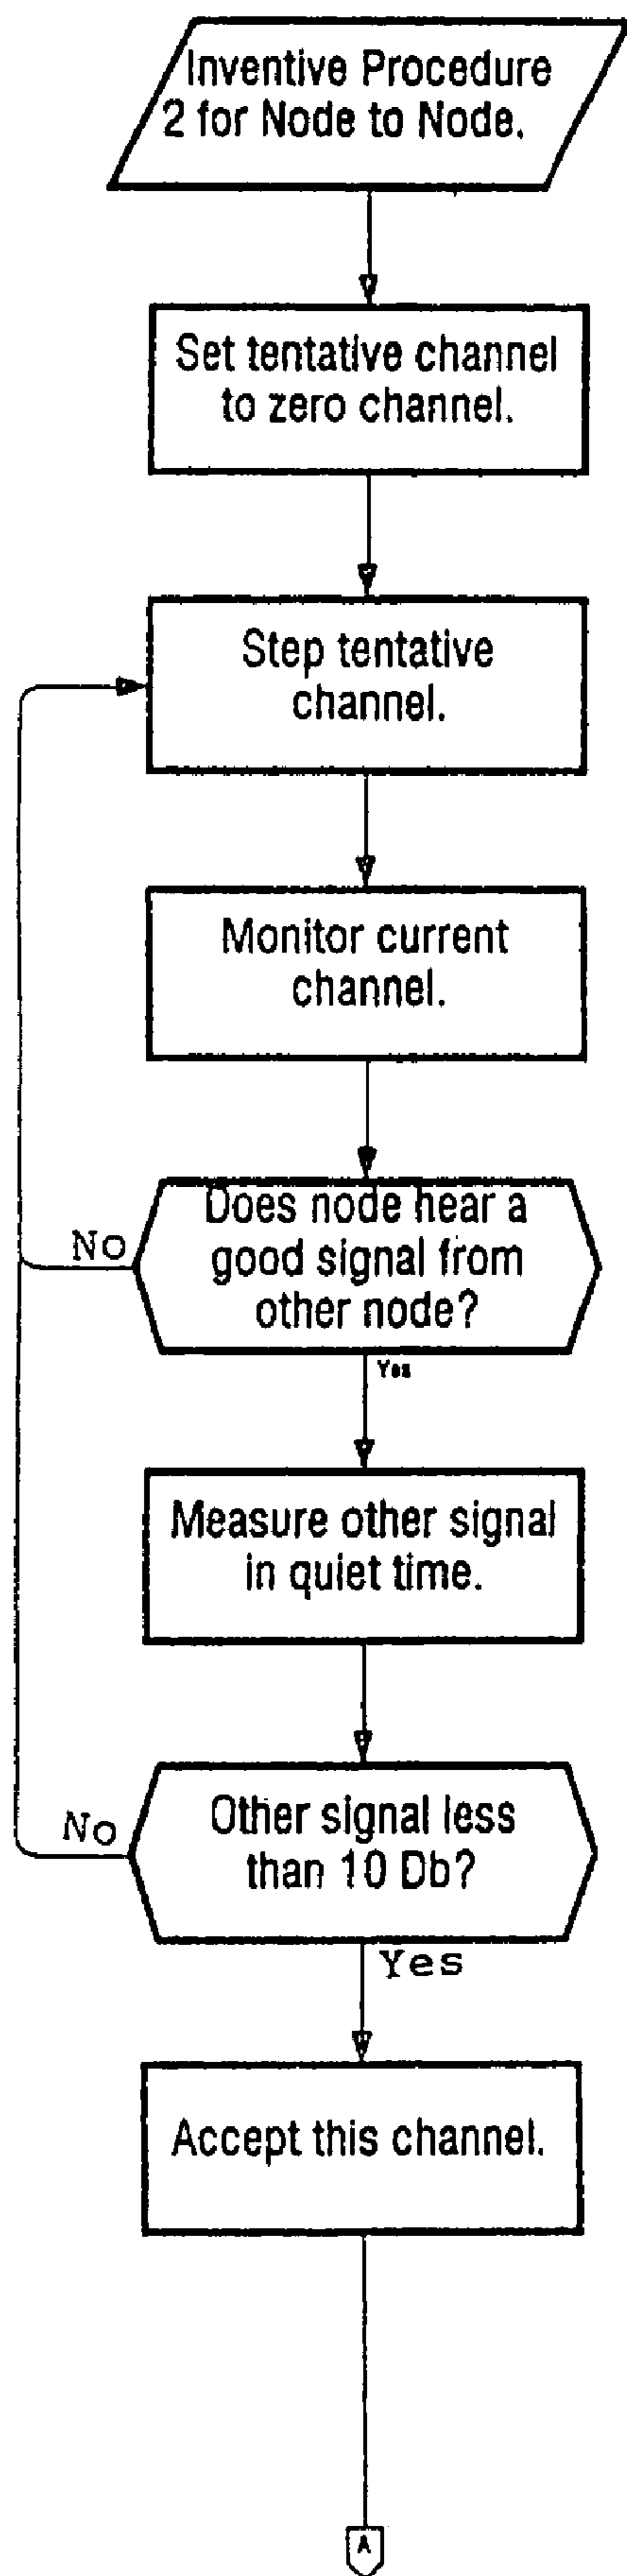 Inventive Procedure
2 for Node to Node.
Set tentative channel
to zero channel.
Step tentative
channel.
Monitor current
channel.
Does node hear a
good signal from
other node?
No
Yes
Measure other signal
in quiet time.
Other signal less
than 10 Db?
No
Yes
Accept this channel.
A